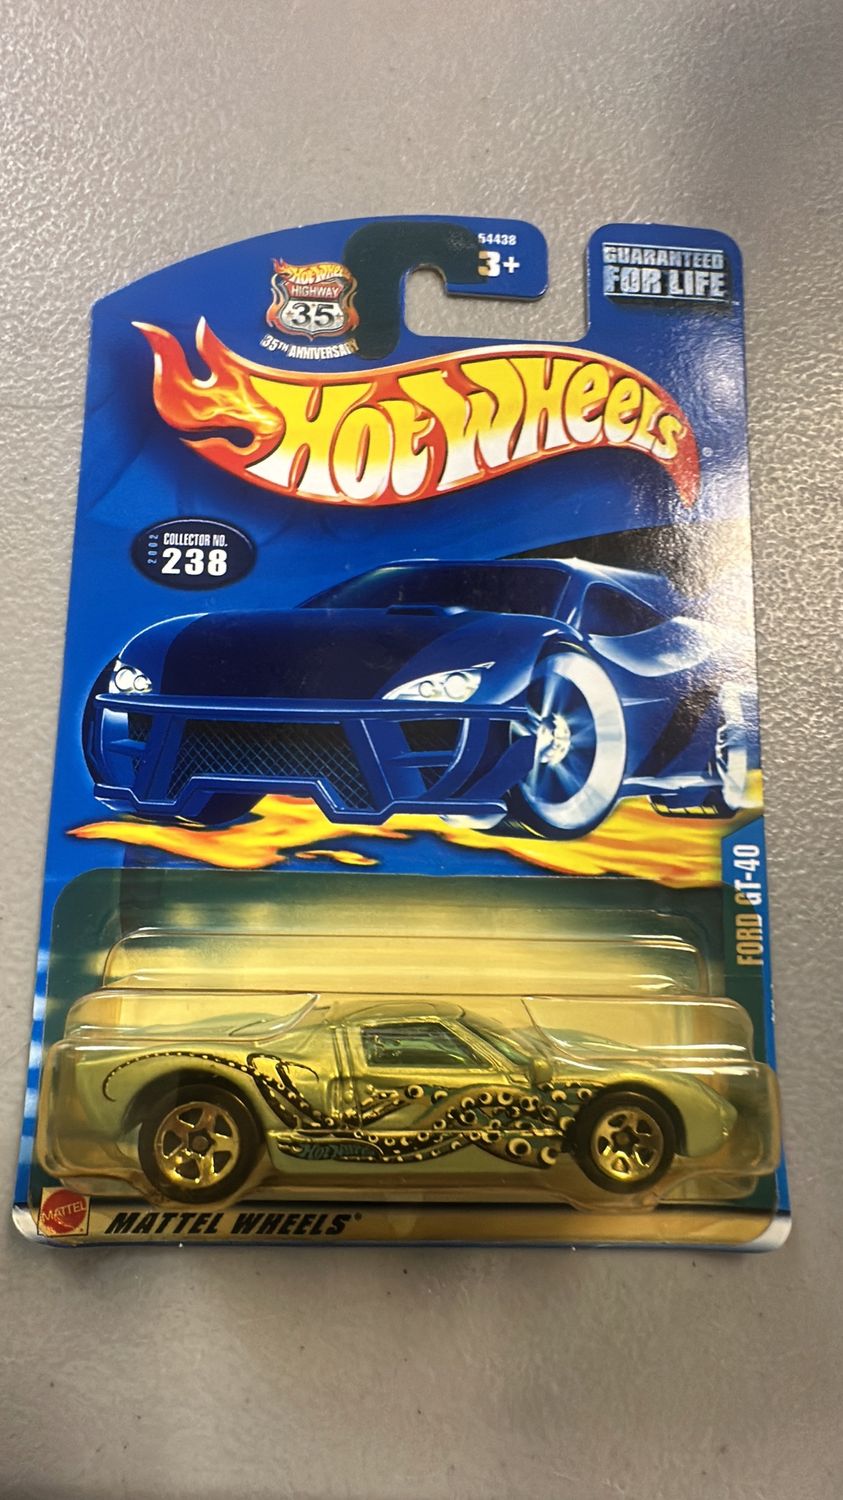 54438
3+
GUARANTEED
FOR LIFE
HOT WHEELS
HIGHWAY
35
35TH ANNIVERSARY
HOT WHEELS®
2002
COLLECTOR NO.
238
FORD GT-40
HOT WHEELS
MATTEL
MATTEL WHEELS®